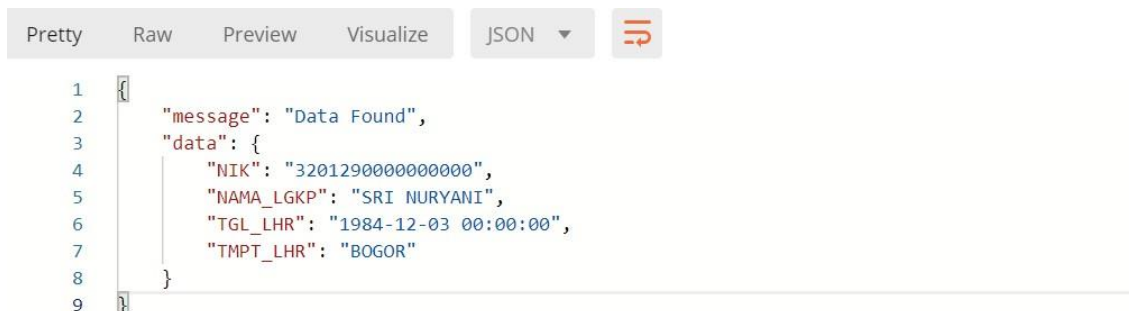 Pretty Raw Preview Visualize JSON
1 {
2 "message": "Data Found",
3 "data": {
4 "NIK": "3201290000000000",
5 "NAMA_LGKP": "SRI NURYANI",
6 "TGL_LHR": "1984-12-03 00:00:00",
7 "TMPT_LHR": "BOGOR"
8 }
9 }